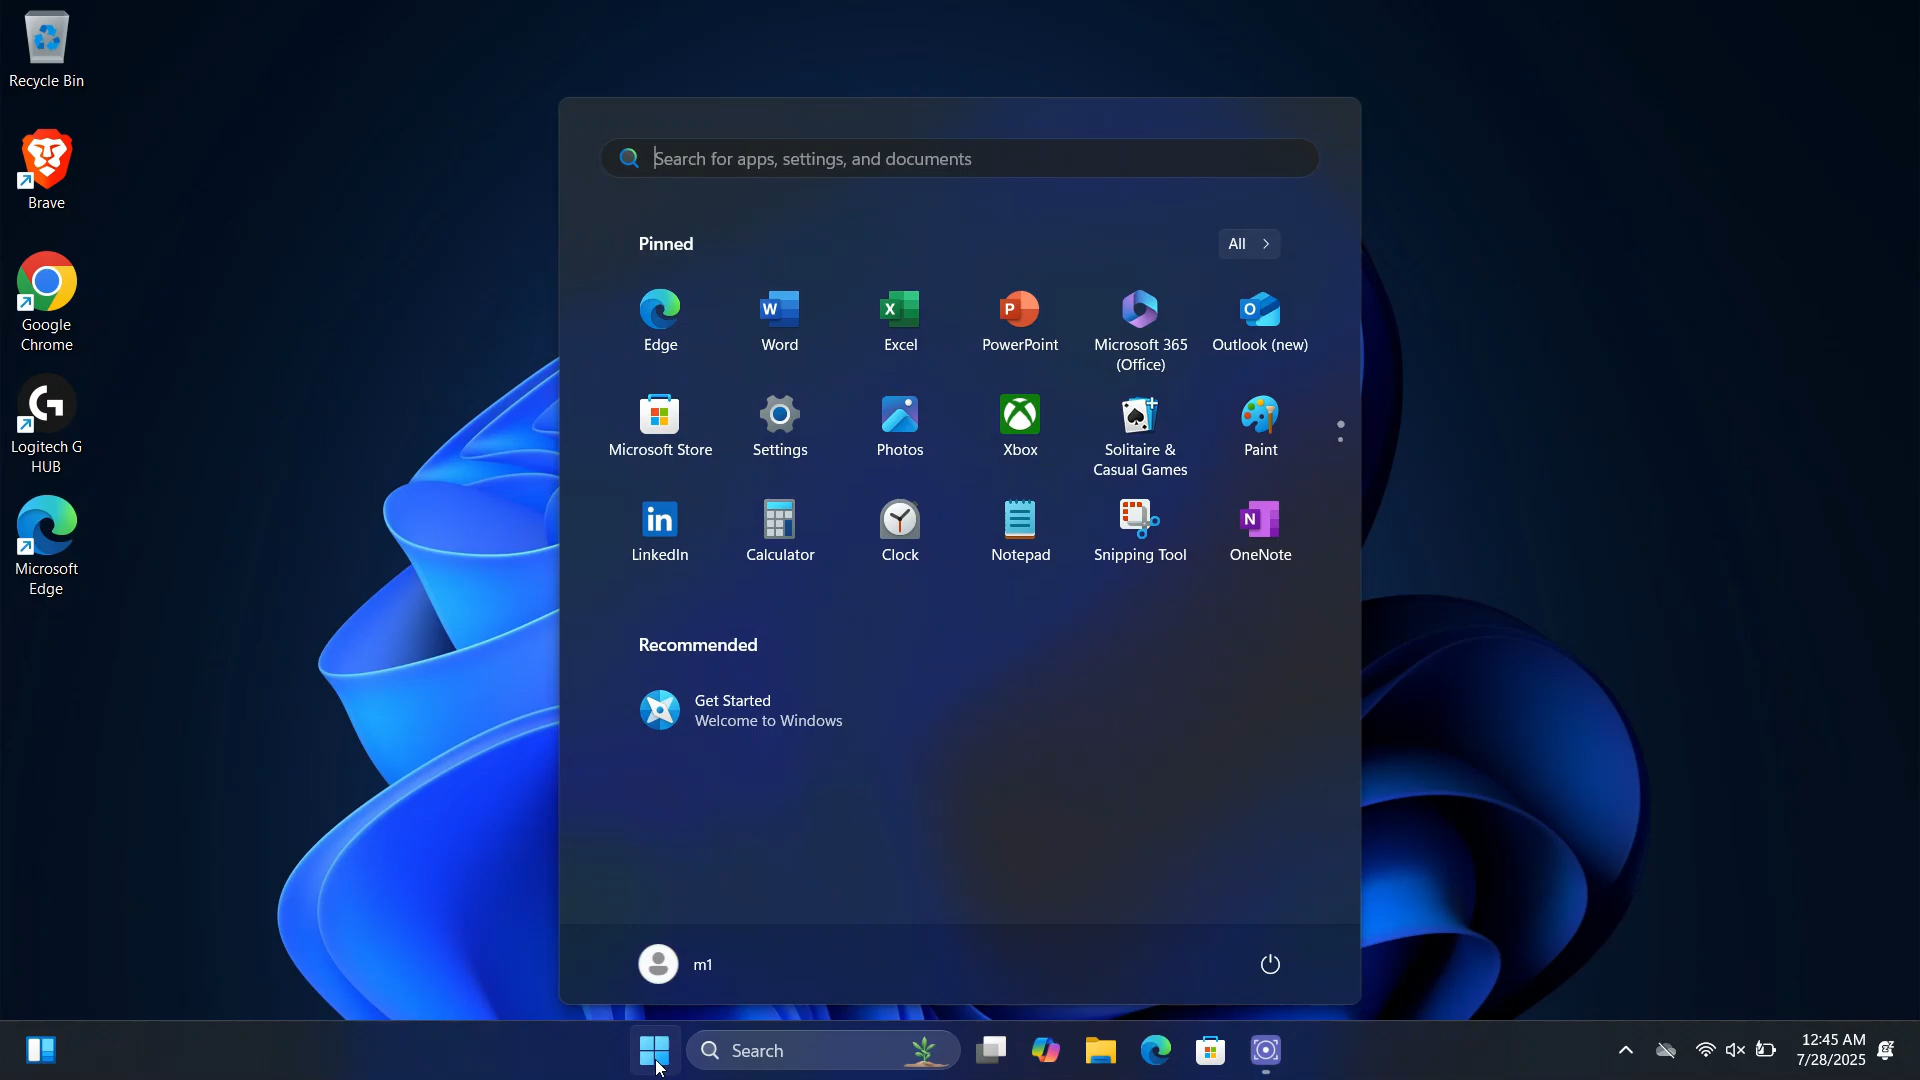 Recycle Bin
Brave
Google
Chrome
Logitech G
HUB
Microsoft
Edge
Search for apps, settings, and documents
Pinned
All
Edge
Word
Excel
PowerPoint
Microsoft 365
(Office)
Outlook (new)
Microsoft Store
Settings
Photos
Xbox
Solitaire &
Casual Games
Paint
LinkedIn
Calculator
Clock
Notepad
Snipping Tool
OneNote
Recommended
Get Started
Welcome to Windows
m1
Search
12:45 AM
7/28/2025